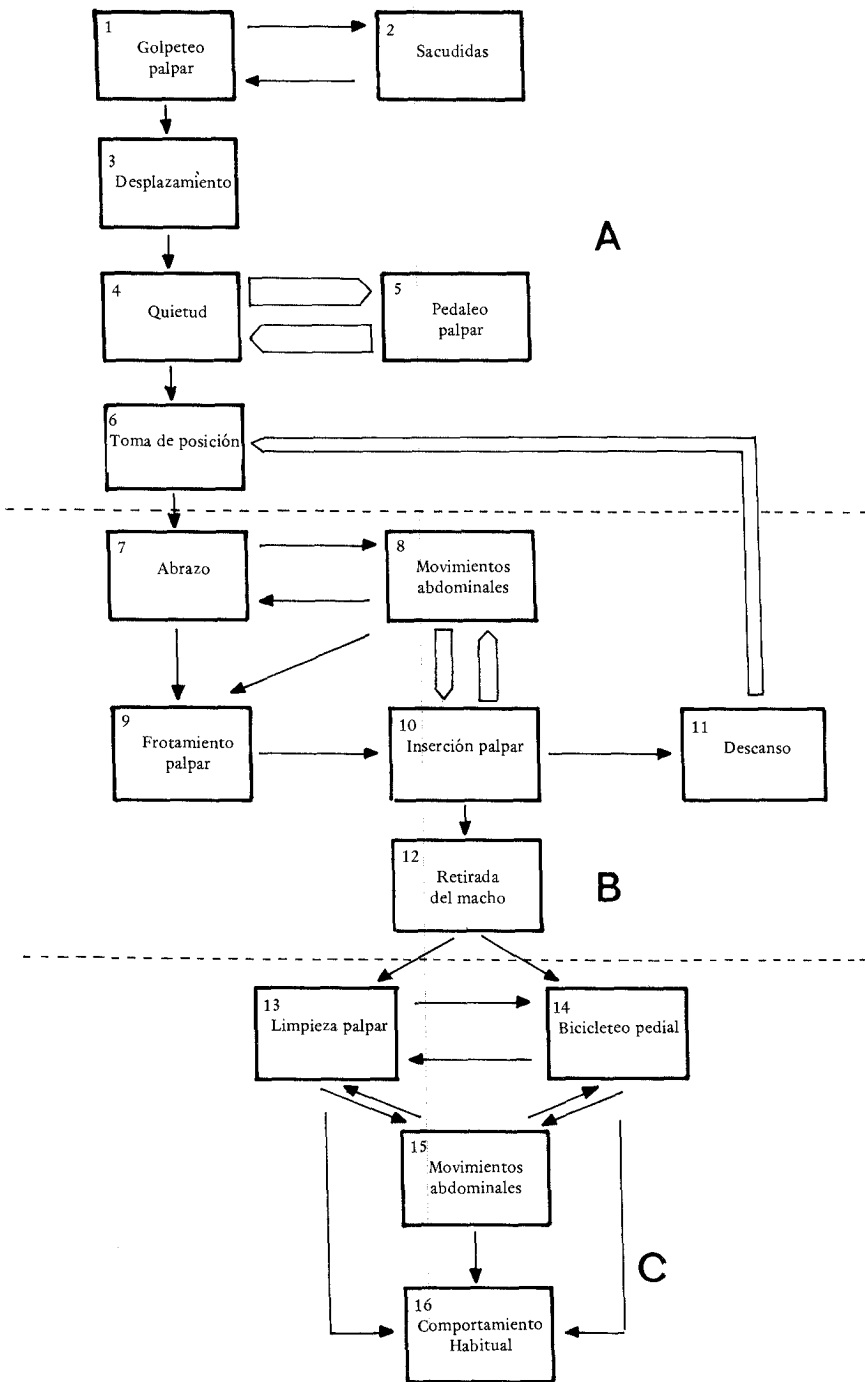 1
Golpeteo
palpar
2
Sacudidas
3
Desplazamiento
A
4
Quietud
5
Pedaleo
palpar
6
Toma de posición
7
Abrazo
8
Movimientos
abdominales
9
Frotamiento
palpar
10
Inserción palpar
11
Descanso
12
Retirada
del macho
B
13
Limpieza palpar
14
Bicicleteo pedial
15
Movimientos
abdominales
C
16
Comportamiento
Habitual